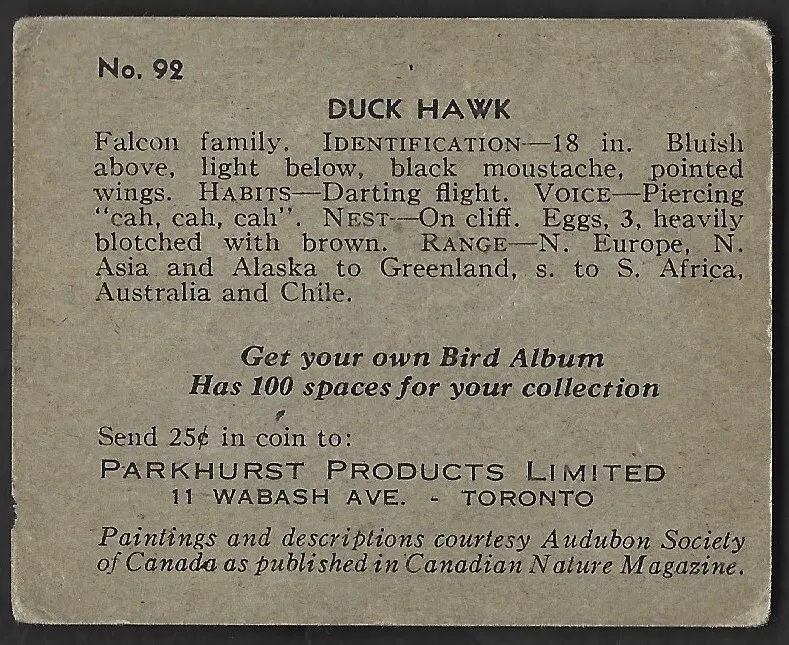 No. 92
DUCK HAWK
Falcon family. IDENTIFICATION—18 in. Bluish
above, light below, black moustache, pointed
wings. HABITS—Darting flight. VOICE—Piercing
"cah, cah, cah". NEST—On cliff. Eggs, 3, heavily
blotched with brown. RANGE—N. Europe, N.
Asia and Alaska to Greenland, s. to S. Africa,
Australia and Chile.
Get your own Bird Album
Has 100 spaces for your collection
Send 25¢ in coin to:
PARKHURST PRODUCTS LIMITED
11 WABASH AVE. - TORONTO
Paintings and descriptions courtesy Audubon Society
of Canada as published in Canadian Nature Magazine.